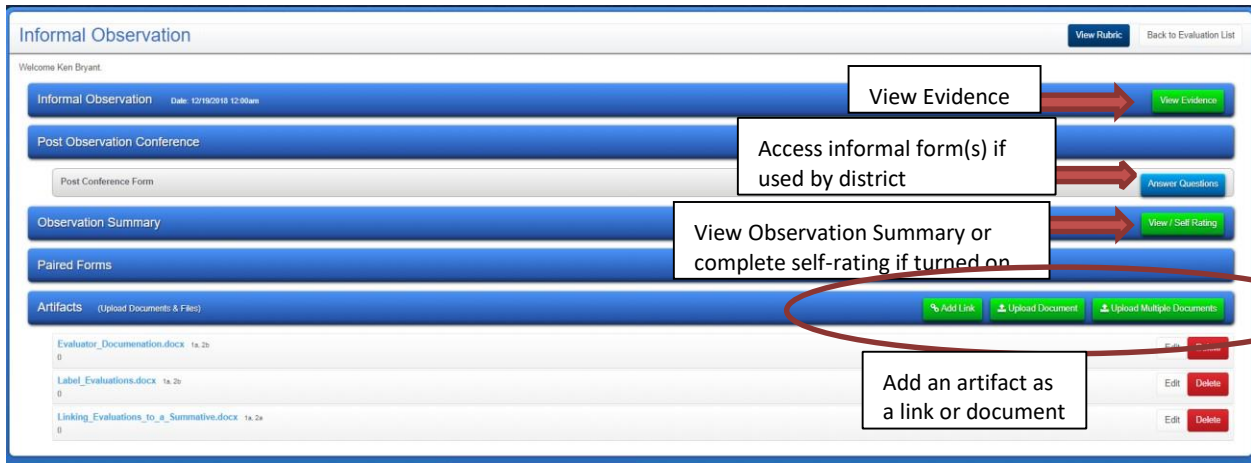 Informal Observation
View Rubric
Back to Evaluation List
Welcome Ken Bryant.
Informal Observation Date: 12/19/2018 12:00am
View Evidence
View Evidence
Post Observation Conference
Access informal form(s) if
used by district
Post Conference Form
Answer Questions
Observation Summary
View Observation Summary or
complete self-rating if turned on
View / Self Rating
Paired Forms
Artifacts (Upload Documents & Files)
Add Link
Upload Document
Upload Multiple Documents
Evaluator_Documenation.docx 1a, 2b
0
Edit Delete
Label_Evaluations.docx 1a, 2b
0
Edit Delete
Add an artifact as
a link or document
Linking_Evaluations_to_a_Summative.docx 1a, 2a
0
Edit Delete